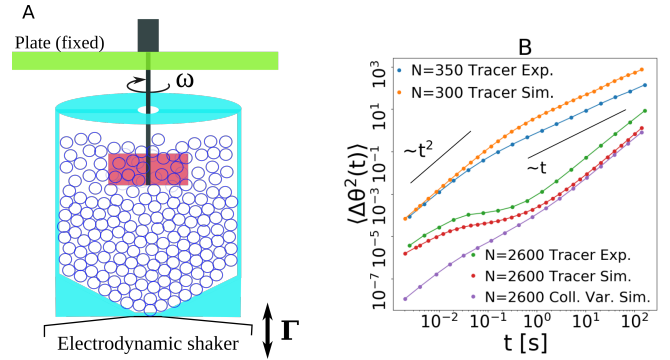 A
Plate (fixed)
ω
Electrodynamic shaker
Γ
B
N=350 Tracer Exp.
N=300 Tracer Sim.
~t²
~t
N=2600 Tracer Exp.
N=2600 Tracer Sim.
N=2600 Coll. Var. Sim.
⟨Δθ²(t)⟩
10³
10¹
10⁻¹
10⁻³
10⁻⁵
10⁻⁷
10⁻² 10⁻¹ 10⁰ 10¹ 10²
t [s]